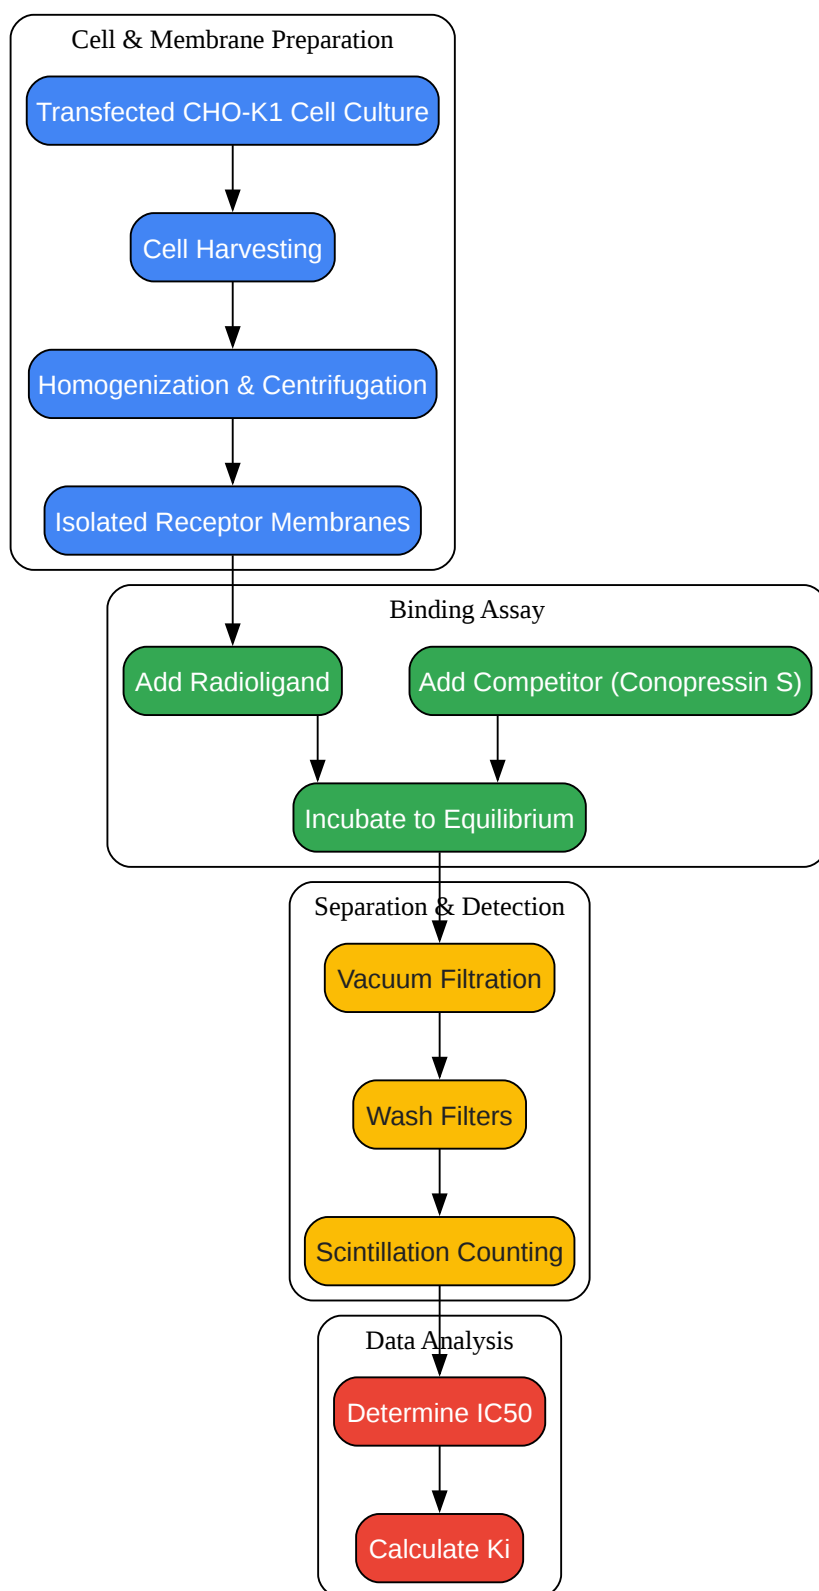 Cell & Membrane Preparation
Transfected CHO-K1 Cell Culture
Cell Harvesting
Homogenization & Centrifugation
Isolated Receptor Membranes
Binding Assay
Add Radioligand
Add Competitor (Conopressin S)
Incubate to Equilibrium
Separation & Detection
Vacuum Filtration
Wash Filters
Scintillation Counting
Data Analysis
Determine IC50
Calculate Ki